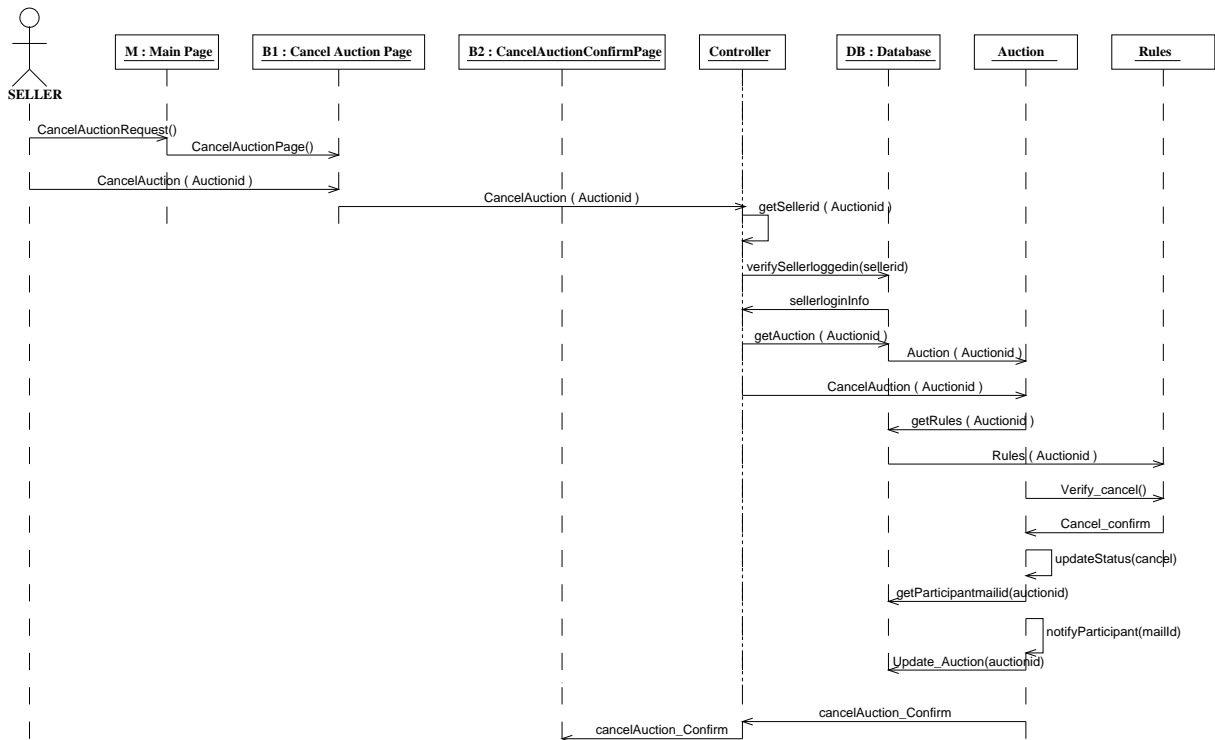 M : Main Page
B1 : Cancel Auction Page
B2 : CancelAuctionConfirmPage
Controller
DB : Database
Auction
Rules
SELLER
CancelAuctionRequest()
CancelAuctionPage()
CancelAuction ( Auctionid )
CancelAuction ( Auctionid )
getSellerid ( Auctionid )
verifySellerloggedin(sellerid)
sellerloginInfo
getAuction ( Auctionid )
Auction ( Auctionid )
CancelAuction ( Auctionid )
getRules ( Auctionid )
Rules ( Auctionid )
Verify_cancel()
Cancel_confirm
updateStatus(cancel)
getParticipantmailid(auctionid)
notifyParticipant(mailId)
Update_Auction(auctionid)
cancelAuction_Confirm
cancelAuction_Confirm